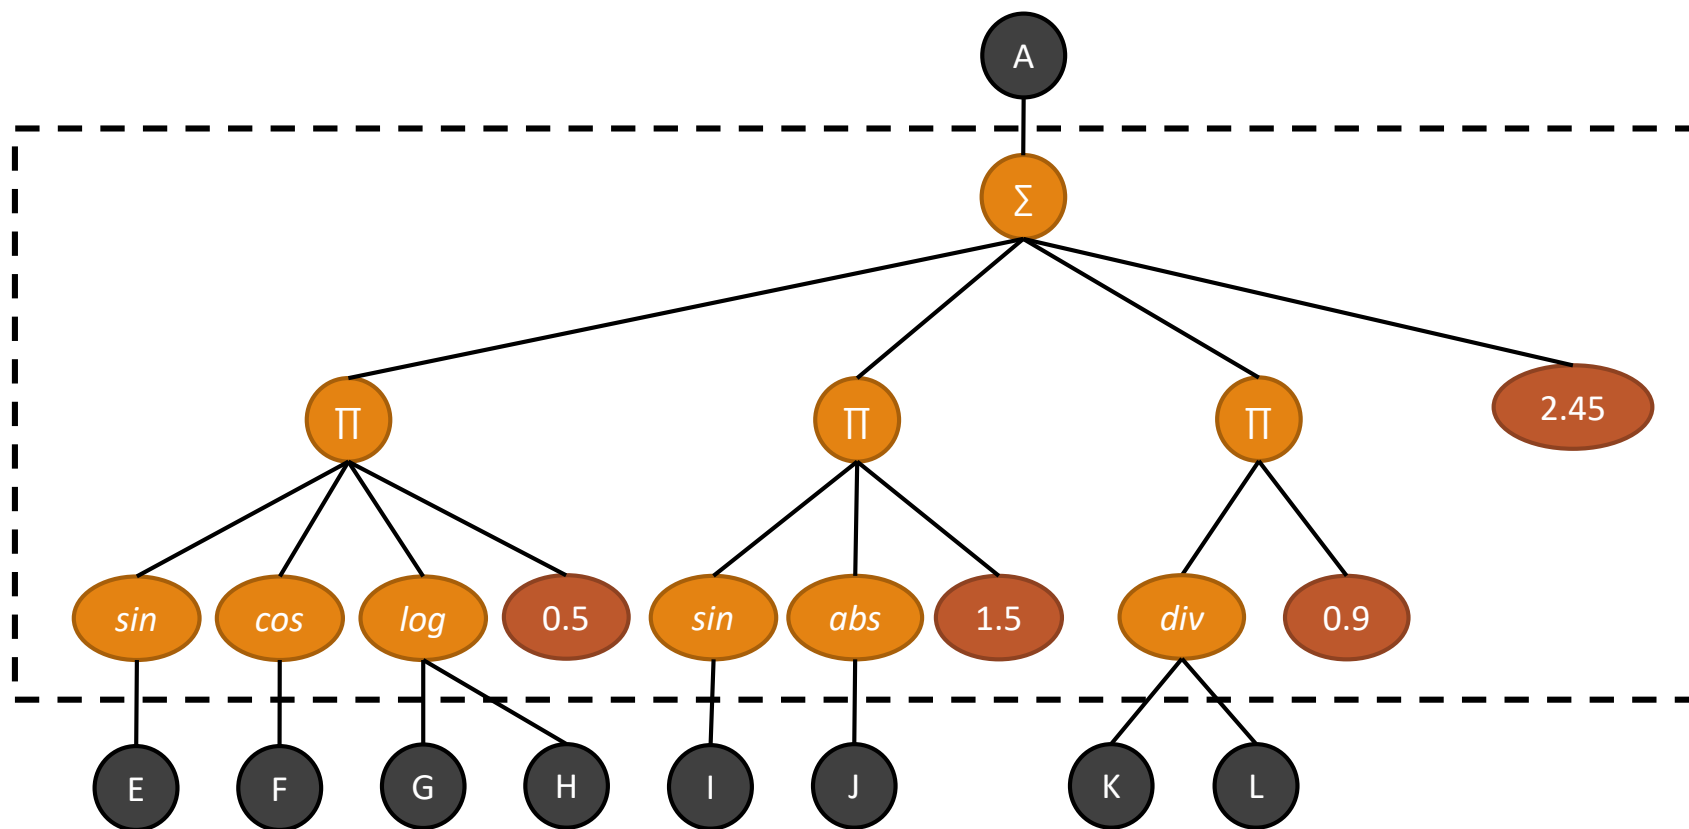 A
∑
∏ ∏ ∏ 2.45
sin cos log 0.5 sin abs 1.5 div 0.9
E F G H I J K L